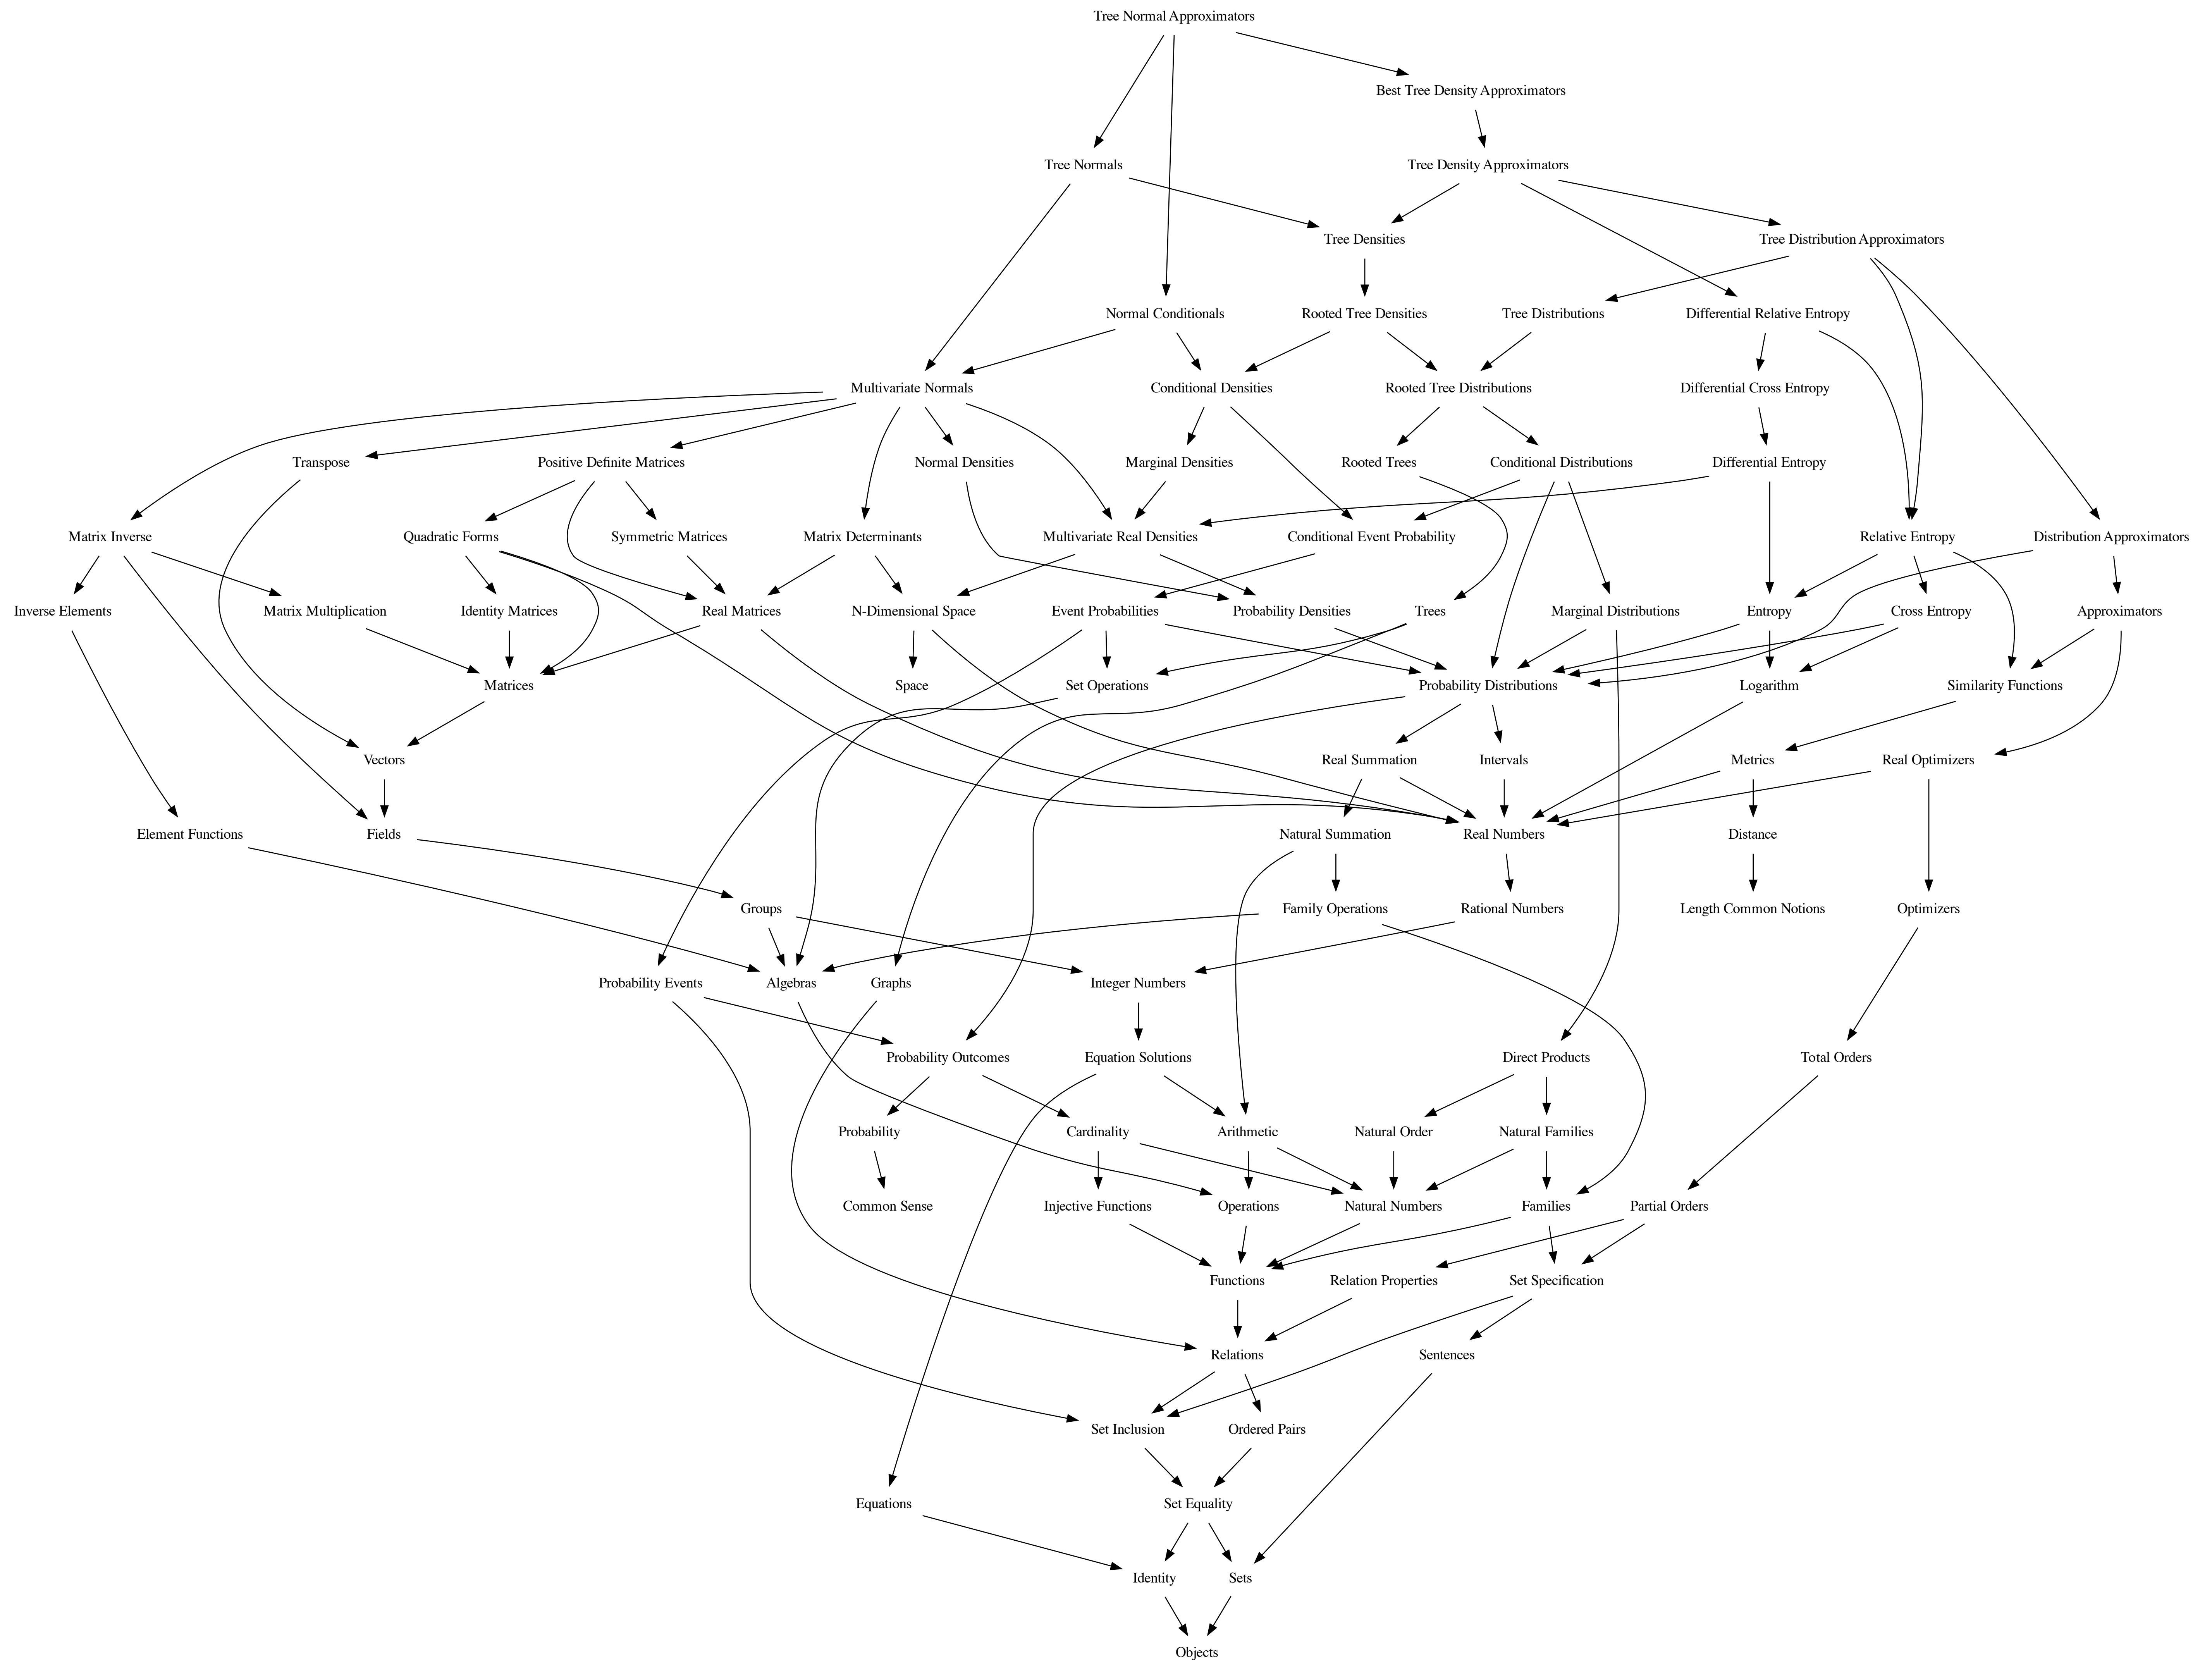 Tree Normal Approximators
Best Tree Density Approximators
Tree Normals
Tree Density Approximators
Tree Densities
Tree Distribution Approximators
Normal Conditionals
Rooted Tree Densities
Tree Distributions
Differential Relative Entropy
Multivariate Normals
Conditional Densities
Rooted Tree Distributions
Differential Cross Entropy
Transpose
Positive Definite Matrices
Normal Densities
Marginal Densities
Rooted Trees
Conditional Distributions
Differential Entropy
Matrix Inverse
Quadratic Forms
Symmetric Matrices
Matrix Determinants
Multivariate Real Densities
Conditional Event Probability
Relative Entropy
Distribution Approximators
Inverse Elements
Matrix Multiplication
Identity Matrices
Real Matrices
N-Dimensional Space
Event Probabilities
Probability Densities
Trees
Marginal Distributions
Entropy
Cross Entropy
Approximators
Matrices
Space
Set Operations
Probability Distributions
Logarithm
Similarity Functions
Vectors
Real Summation
Intervals
Metrics
Real Optimizers
Element Functions
Fields
Natural Summation
Real Numbers
Distance
Groups
Family Operations
Rational Numbers
Length Common Notions
Optimizers
Probability Events
Algebras
Graphs
Integer Numbers
Probability Outcomes
Equation Solutions
Direct Products
Total Orders
Probability
Cardinality
Arithmetic
Natural Order
Natural Families
Common Sense
Injective Functions
Operations
Natural Numbers
Families
Partial Orders
Functions
Relation Properties
Set Specification
Relations
Sentences
Set Inclusion
Ordered Pairs
Equations
Set Equality
Identity
Sets
Objects